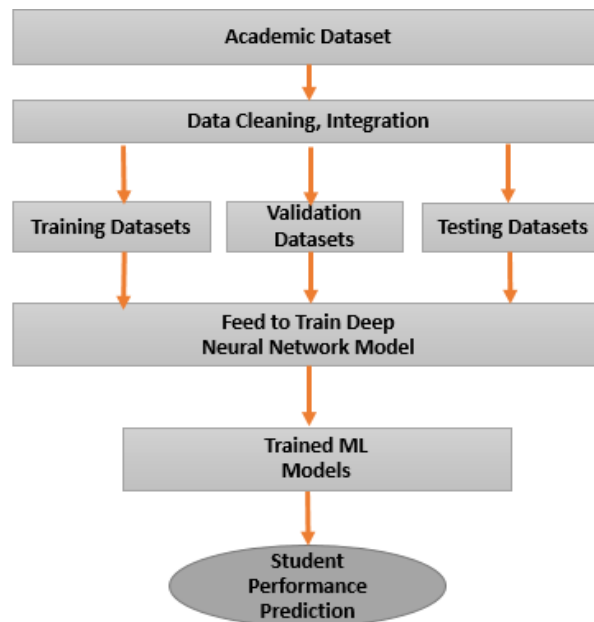 Academic Dataset
Data Cleaning, Integration
Training Datasets
Validation
Datasets
Testing Datasets
Feed to Train Deep
Neural Network Model
Trained ML
Models
Student
Performance
Prediction